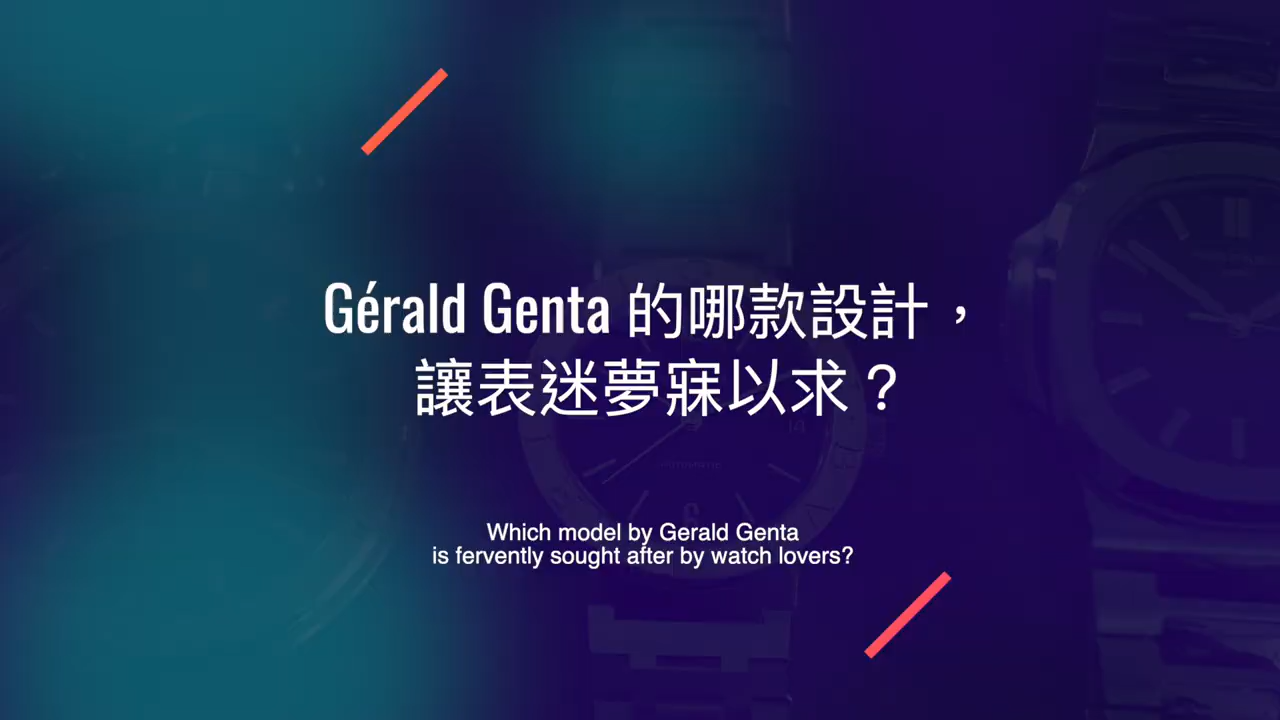 Gérald Genta 的哪款設計，
讓表迷夢寐以求？
AUTOMATIC
Which model by Gerald Genta
is fervently sought after by watch lovers?